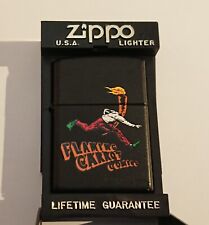 Zippo
U.S.A. LIGHTER
FLAMING
CARROT
COMICS
LIFETIME GUARANTEE